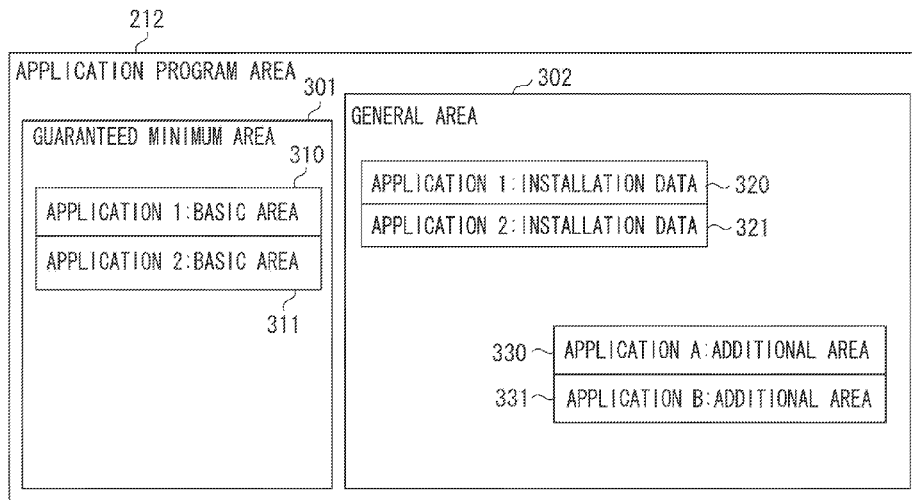 212
APPLICATION PROGRAM AREA
301
GUARANTEED MINIMUM AREA
310
APPLICATION 1:BASIC AREA
APPLICATION 2:BASIC AREA
311
302
GENERAL AREA
APPLICATION 1:INSTALLATION DATA 320
APPLICATION 2:INSTALLATION DATA 321
330 APPLICATION A:ADDITIONAL AREA
331 APPLICATION B:ADDITIONAL AREA